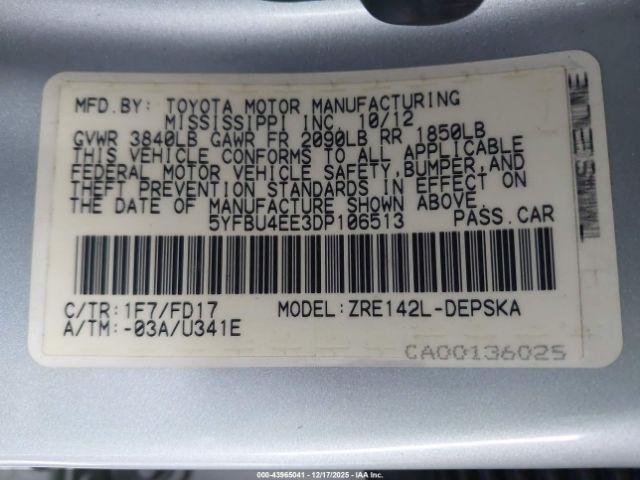 MFD.BY: TOYOTA MOTOR MANUFACTURING
MISSISSIPPI INC. 10/12
GVWR 3840LB GAWR FR 2090LB RR 1850LB
THIS VEHICLE CONFORMS TO ALL APPLICABLE
FEDERAL MOTOR VEHICLE SAFETY,BUMPER,AND
THEFT PREVENTION STANDARDS IN EFFECT ON
THE DATE OF MANUFACTURE SHOWN ABOVE.
5YFBU4EE3DP106513 PASS.CAR
C/TR:1F7/FD17 MODEL:ZRE142L-DEPSKA
A/TM:-03A/U341E
CA00136025
000-43965041 - 12/17/2025 - IAA Inc.